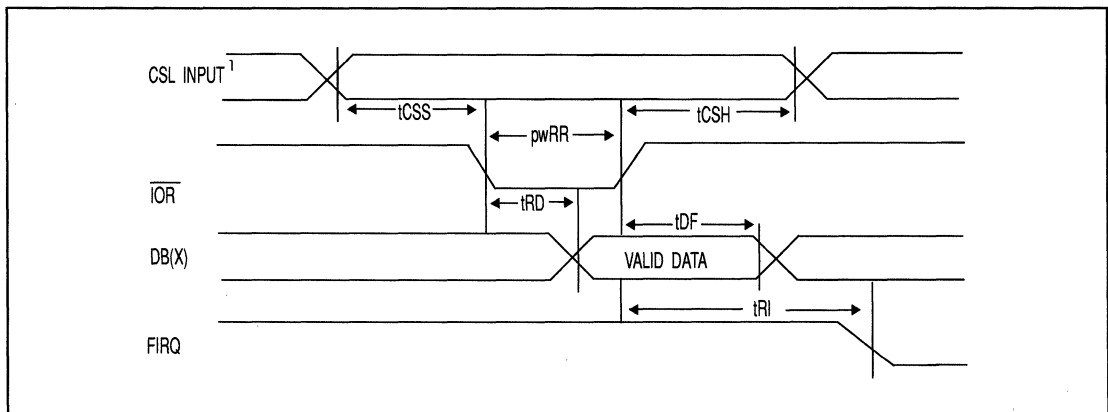 CSL INPUT 1
tCSS
tCSH
pwRR
IOR
tRD
tDF
DB(X)
VALID DATA
tRI
FIRQ